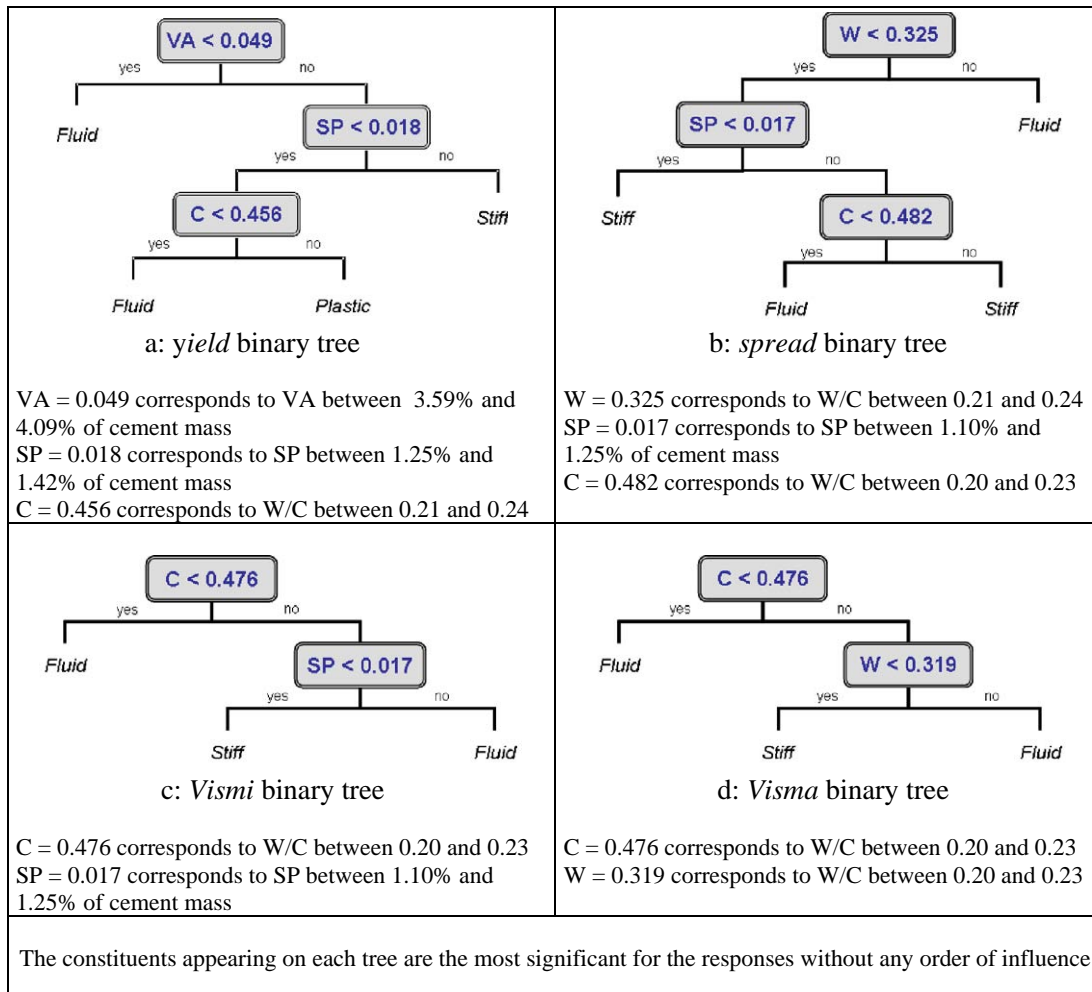 VA < 0.049
yes
no
Fluid
SP < 0.018
yes
no
C < 0.456
Stiff
yes
no
Fluid
Plastic
a: yield binary tree
VA = 0.049 corresponds to VA between 3.59% and
4.09% of cement mass
SP = 0.018 corresponds to SP between 1.25% and
1.42% of cement mass
C = 0.456 corresponds to W/C between 0.21 and 0.24
W < 0.325
yes
no
SP < 0.017
Fluid
yes
no
Stiff
C < 0.482
yes
no
Fluid
Stiff
b: spread binary tree
W = 0.325 corresponds to W/C between 0.21 and 0.24
SP = 0.017 corresponds to SP between 1.10% and
1.25% of cement mass
C = 0.482 corresponds to W/C between 0.20 and 0.23
C < 0.476
yes
no
Fluid
SP < 0.017
yes
no
Stiff
Fluid
c: Vismi binary tree
C = 0.476 corresponds to W/C between 0.20 and 0.23
SP = 0.017 corresponds to SP between 1.10% and
1.25% of cement mass
C < 0.476
yes
no
Fluid
W < 0.319
yes
no
Stiff
Fluid
d: Visma binary tree
C = 0.476 corresponds to W/C between 0.20 and 0.23
W = 0.319 corresponds to W/C between 0.20 and 0.23
The constituents appearing on each tree are the most significant for the responses without any order of influence